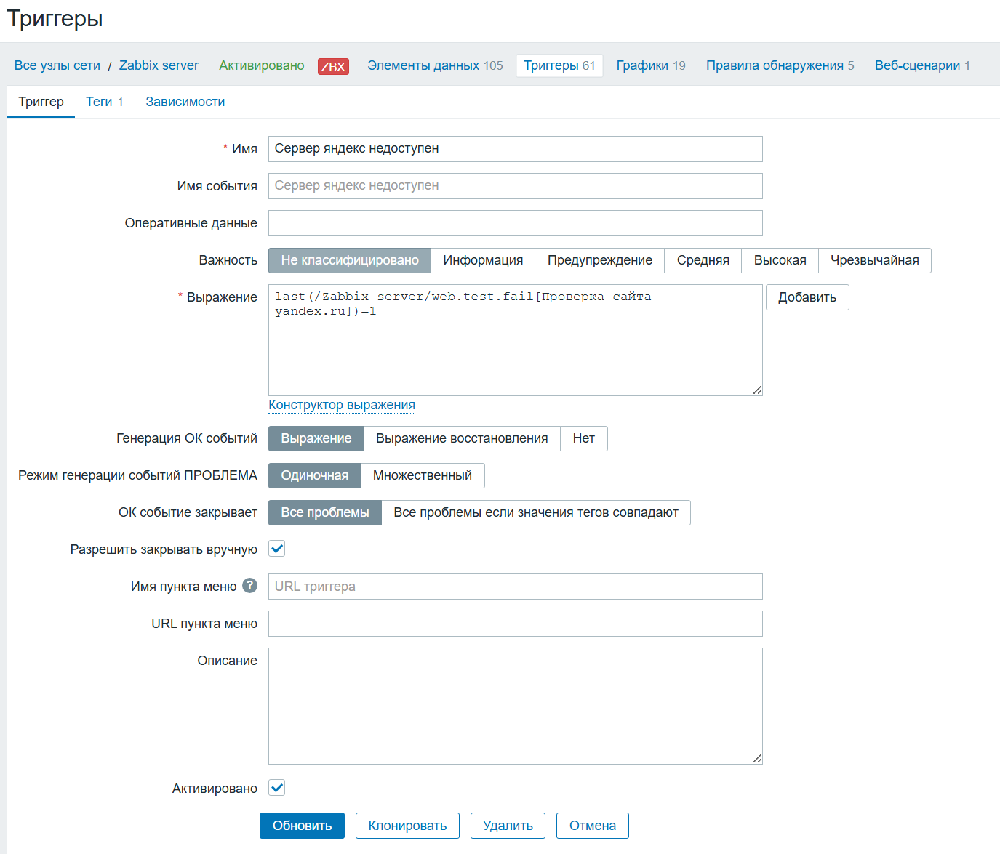 Триггеры
Все узлы сети / Zabbix server Активировано ZBX Элементы данных 105 Триггеры 61 Графики 19 Правила обнаружения 5 Веб-сценарии 1
Триггер Теги 1 Зависимости
* Имя Сервер яндекс недоступен
Имя события Сервер яндекс недоступен
Оперативные данные
Важность Не классифицировано Информация Предупреждение Средняя Высокая Чрезвычайная
* Выражение last(/Zabbix server/web.test.fail[Проверка сайта Добавить
yandex.ru])=1
Конструктор выражения
Генерация ОК событий Выражение Выражение восстановления Нет
Режим генерации событий ПРОБЛЕМА Одиночная Множественный
ОК событие закрывает Все проблемы Все проблемы если значения тегов совпадают
Разрешить закрывать вручную
Имя пункта меню ? URL триггера
URL пункта меню
Описание
Активировано
Обновить Клонировать Удалить Отмена